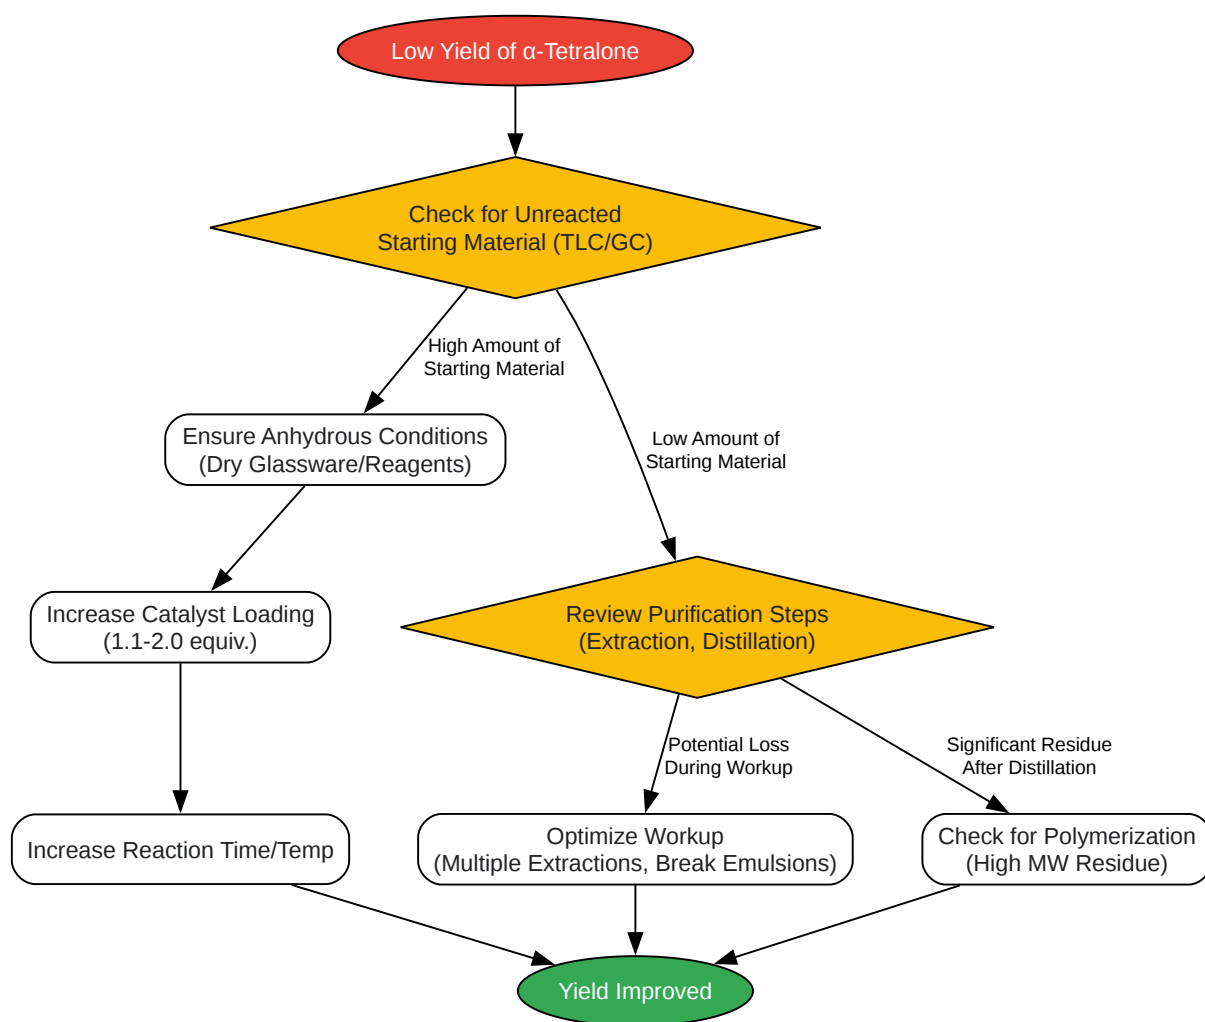 Low Yield of α-Tetralone
Check for Unreacted
Starting Material (TLC/GC)
High Amount of
Starting Material
Low Amount of
Starting Material
Ensure Anhydrous Conditions
(Dry Glassware/Reagents)
Increase Catalyst Loading
(1.1-2.0 equiv.)
Review Purification Steps
(Extraction, Distillation)
Potential Loss
During Workup
Significant Residue
After Distillation
Increase Reaction Time/Temp
Optimize Workup
(Multiple Extractions, Break Emulsions)
Check for Polymerization
(High MW Residue)
Yield Improved